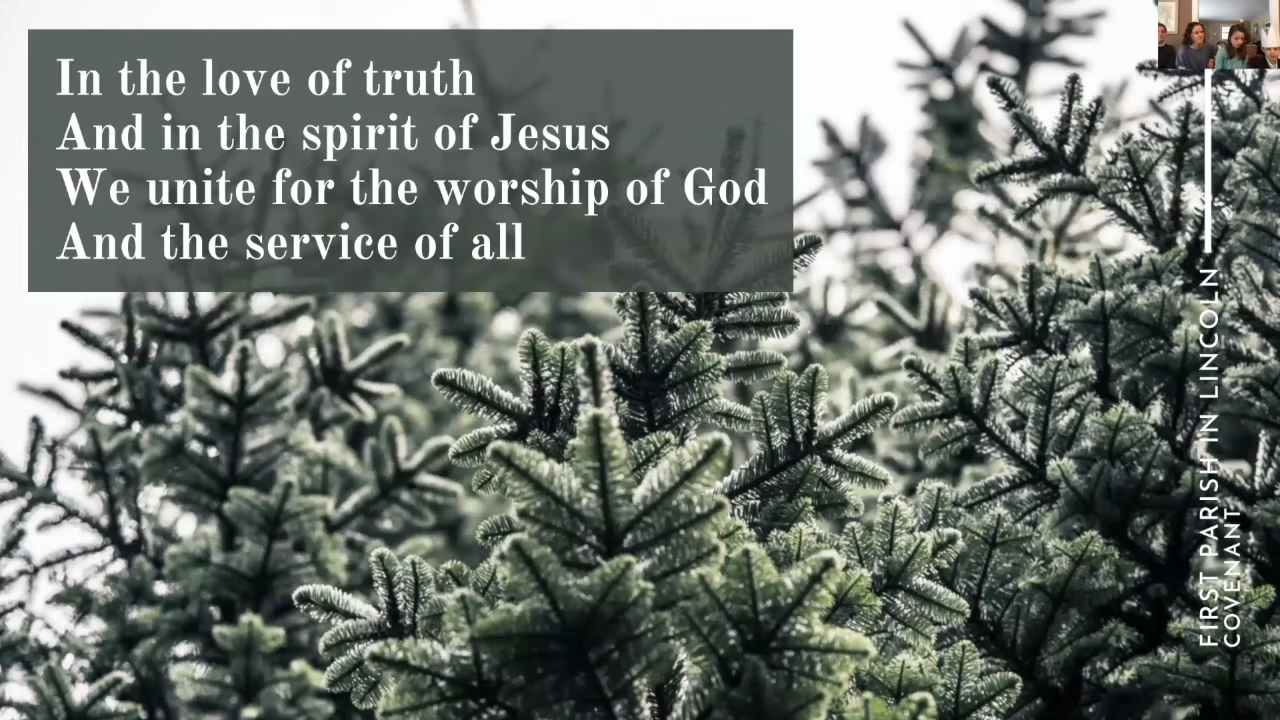 In the love of truth
And in the spirit of Jesus
We unite for the worship of God
And the service of all
FIRST PARISH IN LINCOLN
COVENANT